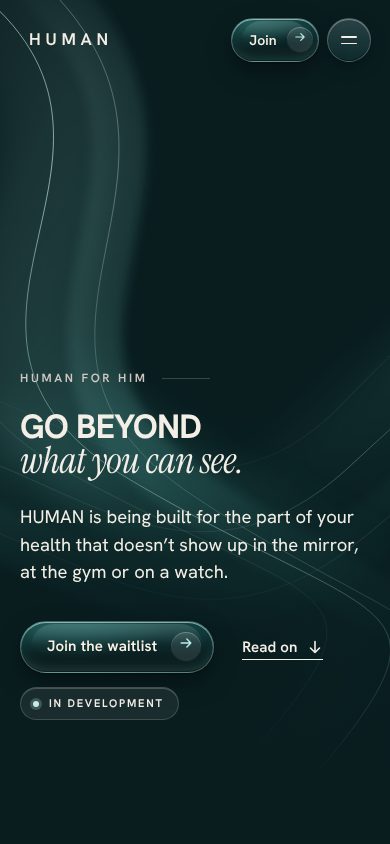 HUMAN
Join
HUMAN FOR HIM
GO BEYOND
what you can see.
HUMAN is being built for the part of your
health that doesn’t show up in the mirror,
at the gym or on a watch.
Join the waitlist
Read on
IN DEVELOPMENT